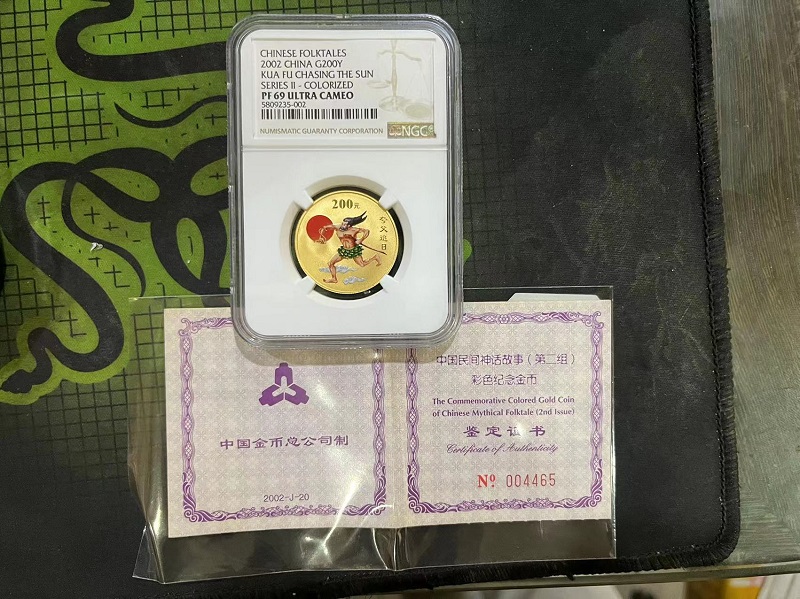 CHINESE FOLKTALES
2002 CHINA G200Y
KUA FU CHASING THE SUN
SERIES II - COLORIZED
PF 69 ULTRA CAMEO
5809235-002
NUMISMATIC GUARANTY CORPORATION
NGC
200元
夸父追日
中国金币总公司制
2002-J-20
中国民间神话故事（第二组）
彩色纪念金币
The Commemorative Colored Gold Coin
of Chinese Mythical Folktale (2nd Issue)
鉴定证书
Certificate of Authenticity
Nº 004465